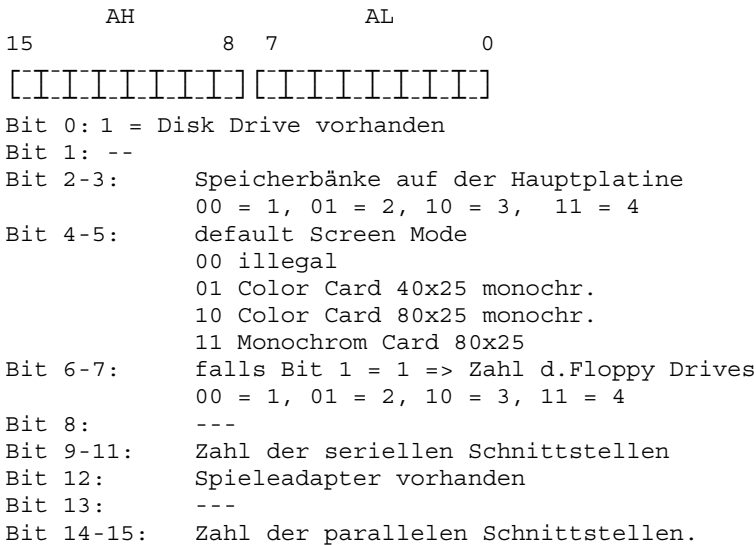 AH AL
15 8 7 0
Bit 0: 1 = Disk Drive vorhanden
Bit 1: --
Bit 2-3: Speicherbänke auf der Hauptplatine
00 = 1, 01 = 2, 10 = 3, 11 = 4
Bit 4-5: default Screen Mode
00 illegal
01 Color Card 40x25 monochr.
10 Color Card 80x25 monochr.
11 Monochrom Card 80x25
Bit 6-7: falls Bit 1 = 1 => Zahl d.Floppy Drives
00 = 1, 01 = 2, 10 = 3, 11 = 4
Bit 8: ---
Bit 9-11: Zahl der seriellen Schnittstellen
Bit 12: Spieleadapter vorhanden
Bit 13: ---
Bit 14-15: Zahl der parallelen Schnittstellen.